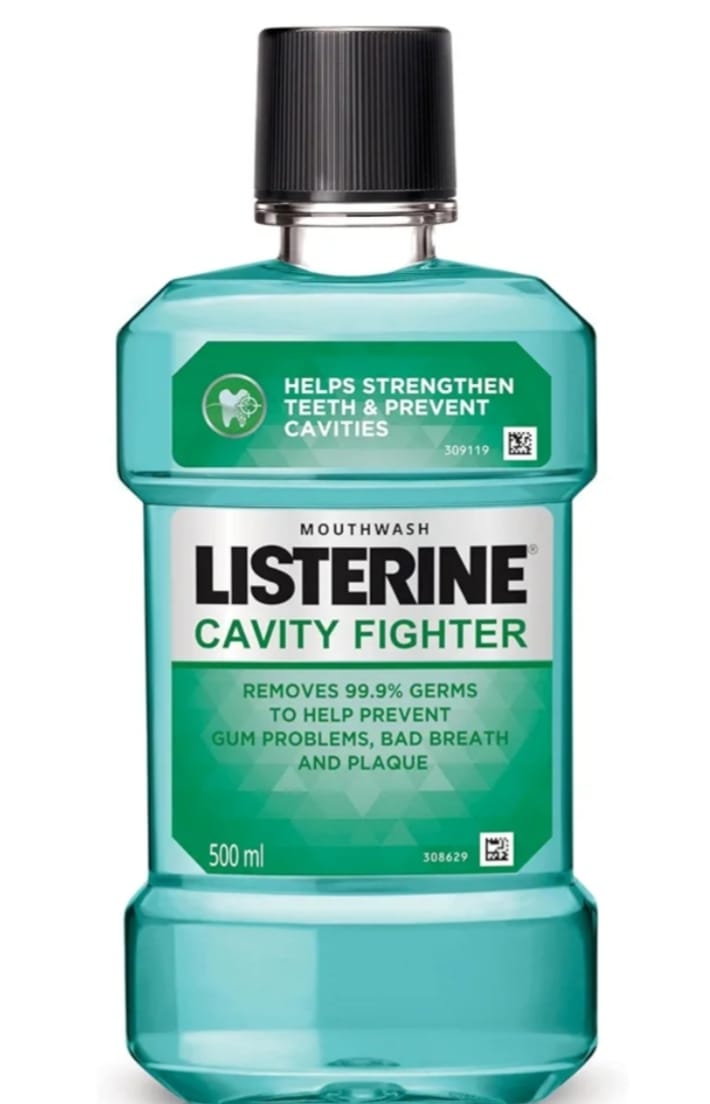 HELPS STRENGTHEN
TEETH & PREVENT
CAVITIES
309119
MOUTHWASH
LISTERINE®
CAVITY FIGHTER
REMOVES 99.9% GERMS
TO HELP PREVENT
GUM PROBLEMS, BAD BREATH
AND PLAQUE
500 ml
308629